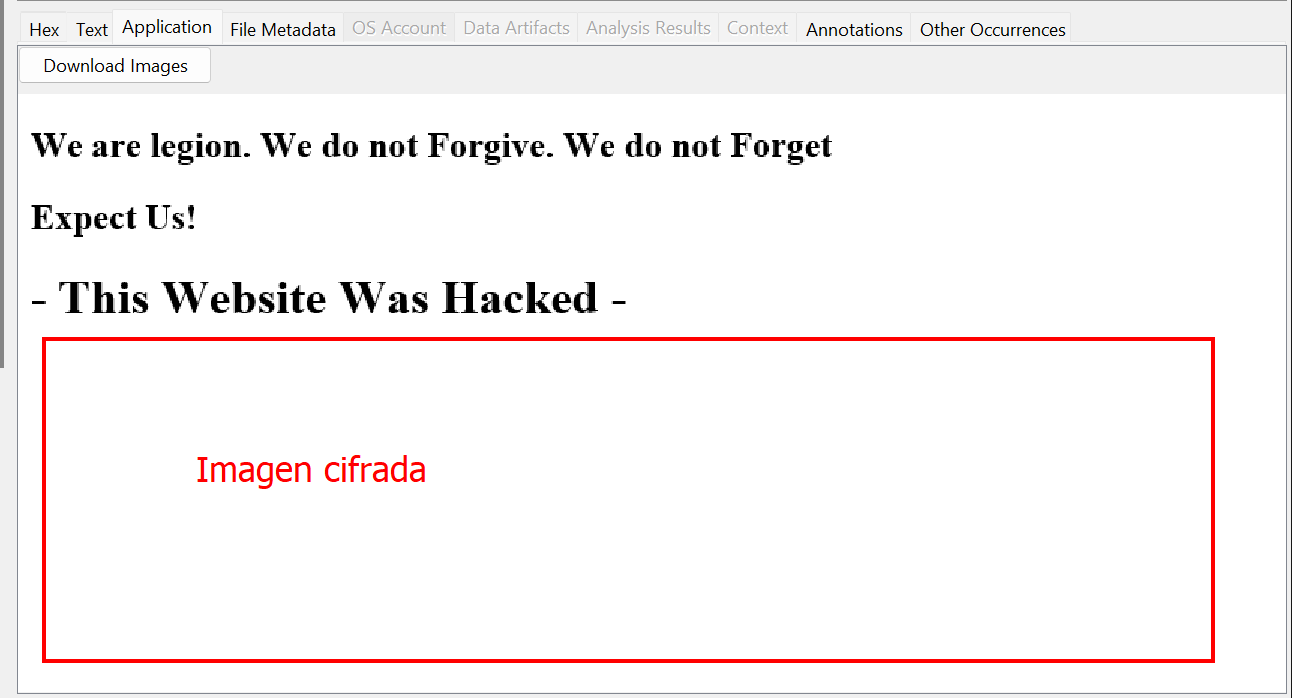 Hex Text Application File Metadata OS Account Data Artifacts Analysis Results Context Annotations Other Occurrences
Download Images
We are legion. We do not Forgive. We do not Forget
Expect Us!
- This Website Was Hacked -
Imagen cifrada